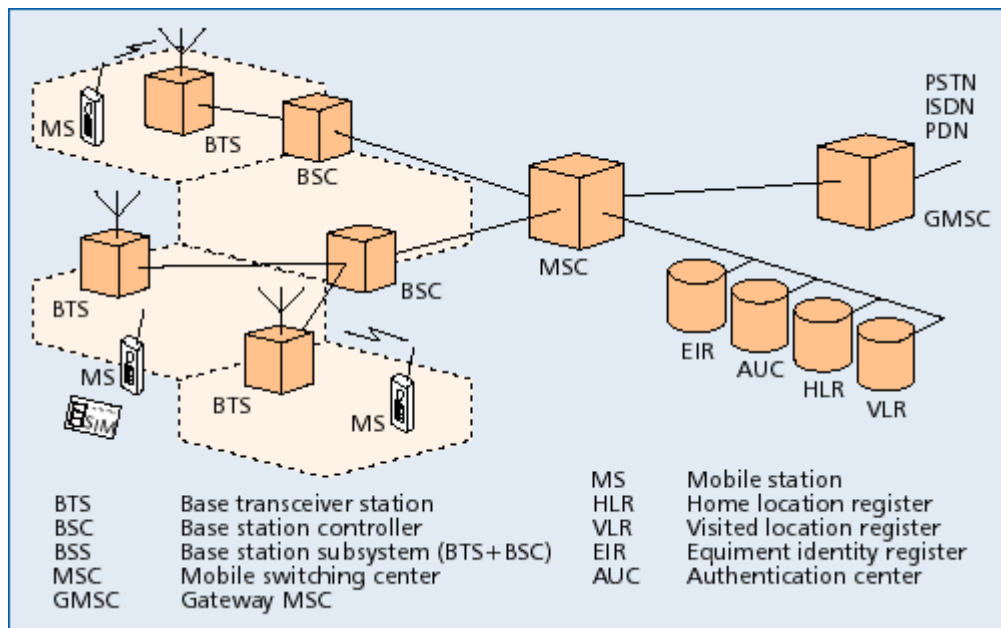 PSTN
ISDN
PDN
MS
BTS
BSC
MSC
GMSC
BTS
BSC
EIR
AUC
HLR
VLR
MS
SIM
BTS
MS
BTS Base transceiver station
BSC Base station controller
BSS Base station subsystem (BTS+BSC)
MSC Mobile switching center
GMSC Gateway MSC
MS Mobile station
HLR Home location register
VLR Visited location register
EIR Equiment identity register
AUC Authentication center